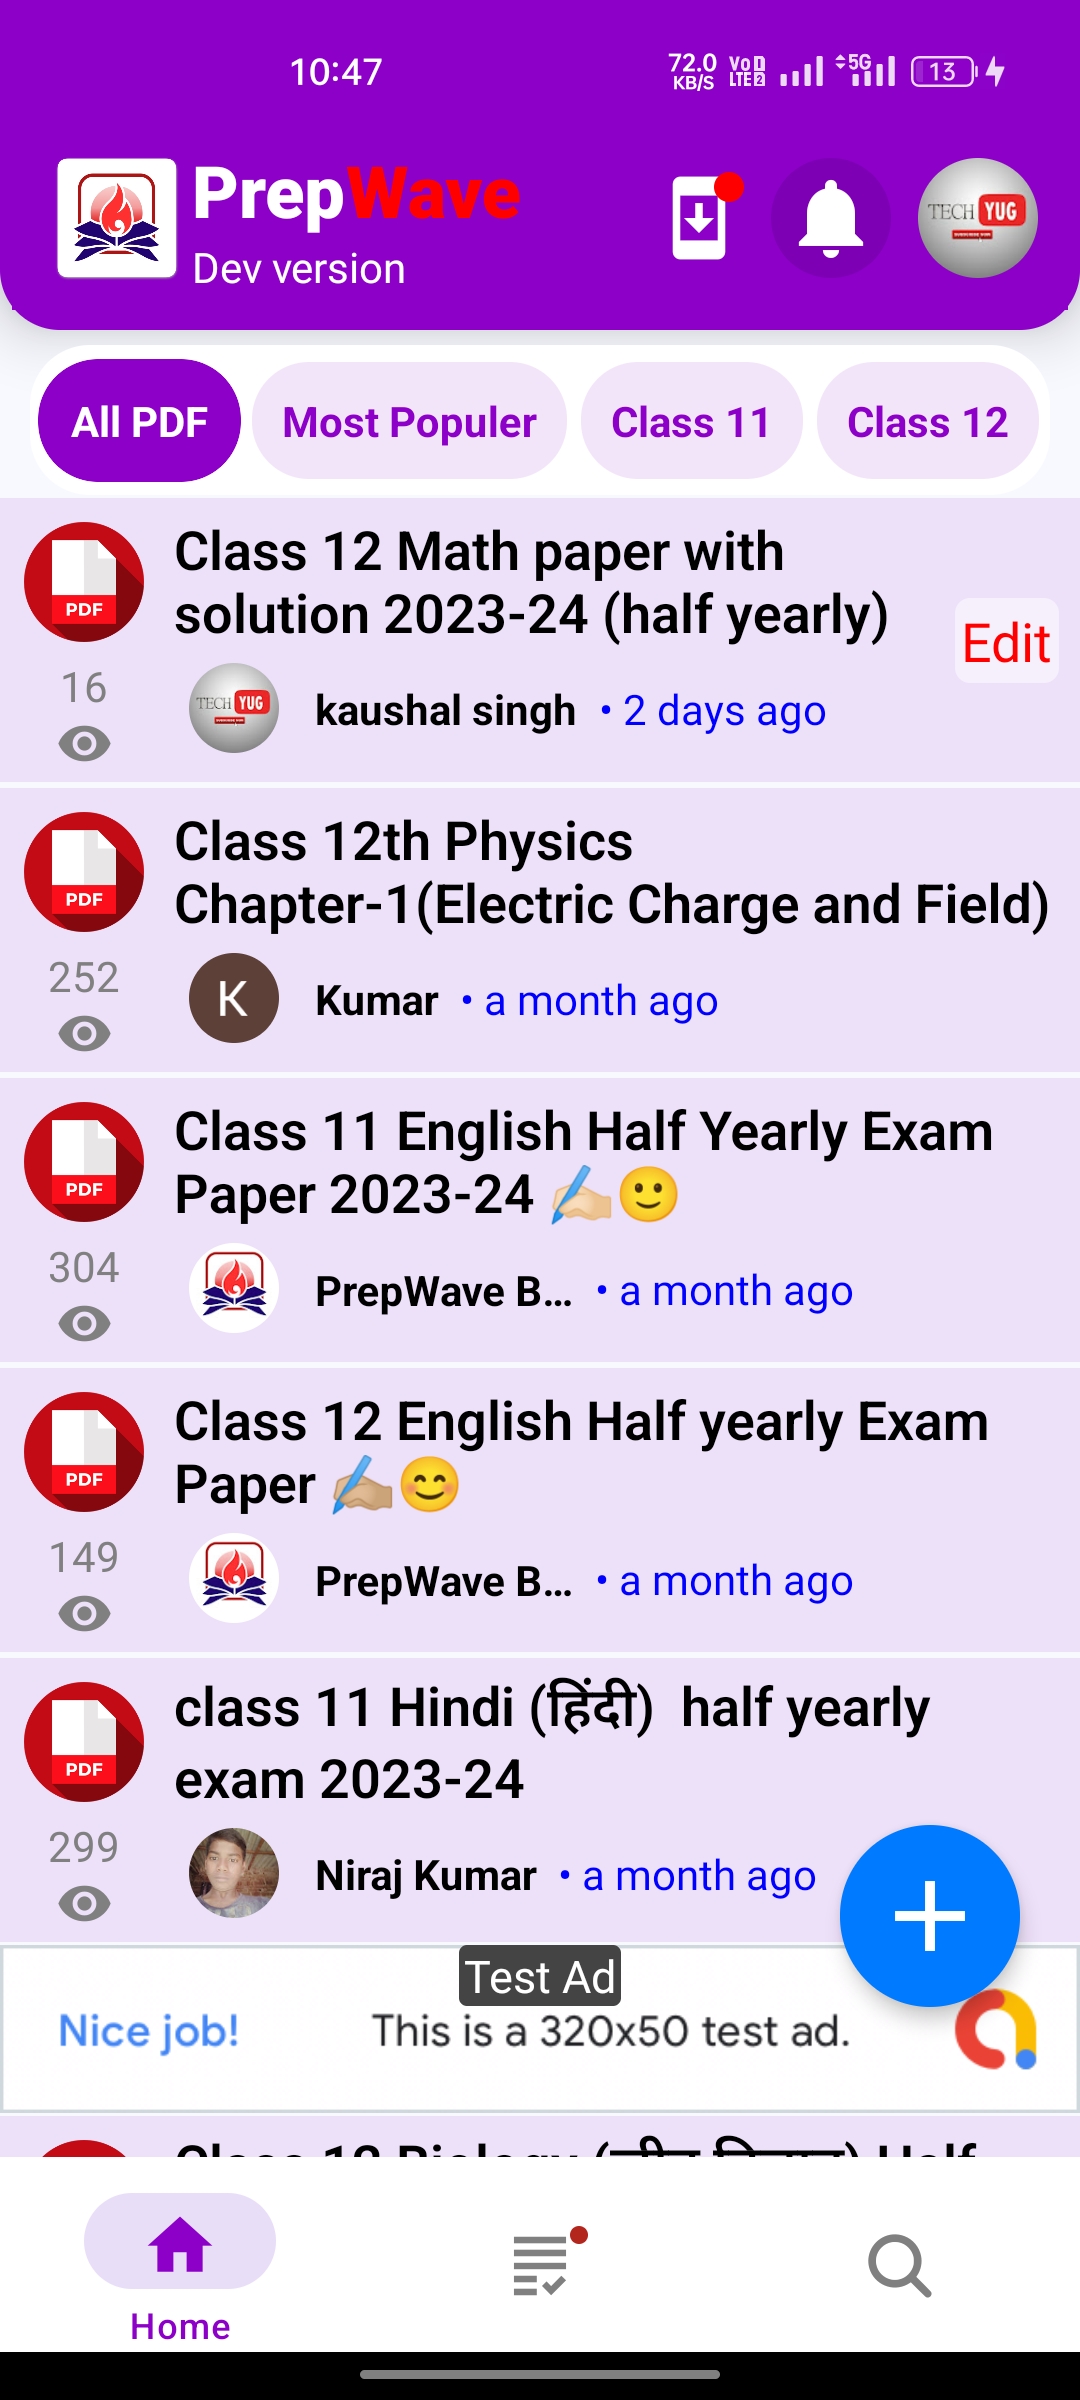 10:47
72.0
KB/S
VoD
LTE2
5G
13
PrepWave
Dev version
TECH YUG
All PDF
Most Populer
Class 11
Class 12
Class 12 Math paper with
solution 2023-24 (half yearly)
Edit
PDF
16
TECH YUG
kaushal singh • 2 days ago
Class 12th Physics
Chapter-1(Electric Charge and Field)
PDF
252
K
Kumar • a month ago
Class 11 English Half Yearly Exam
Paper 2023-24 ✍🏻🙂
PDF
304
PrepWave B... • a month ago
Class 12 English Half yearly Exam
Paper ✍🏼😊
PDF
149
PrepWave B... • a month ago
class 11 Hindi (हिंदी) half yearly
exam 2023-24
PDF
299
Niraj Kumar • a month ago
Test Ad
Nice job!
This is a 320x50 test ad.
Class 12 Biology (जीव विज्ञान) Half
Home